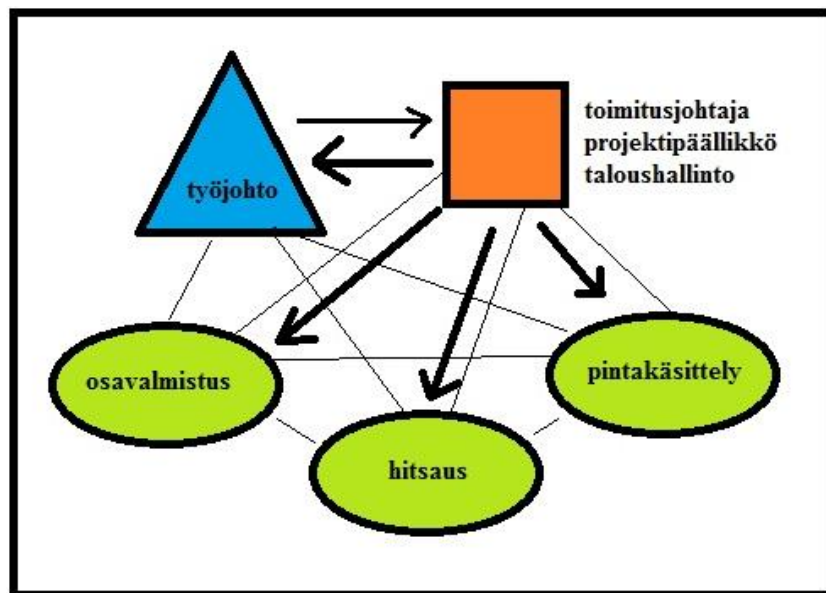 toimitusjohtaja
projektipäällikkö
taloushallinto
työjohto
osavalmistus
pintakäsittely
hitsaus